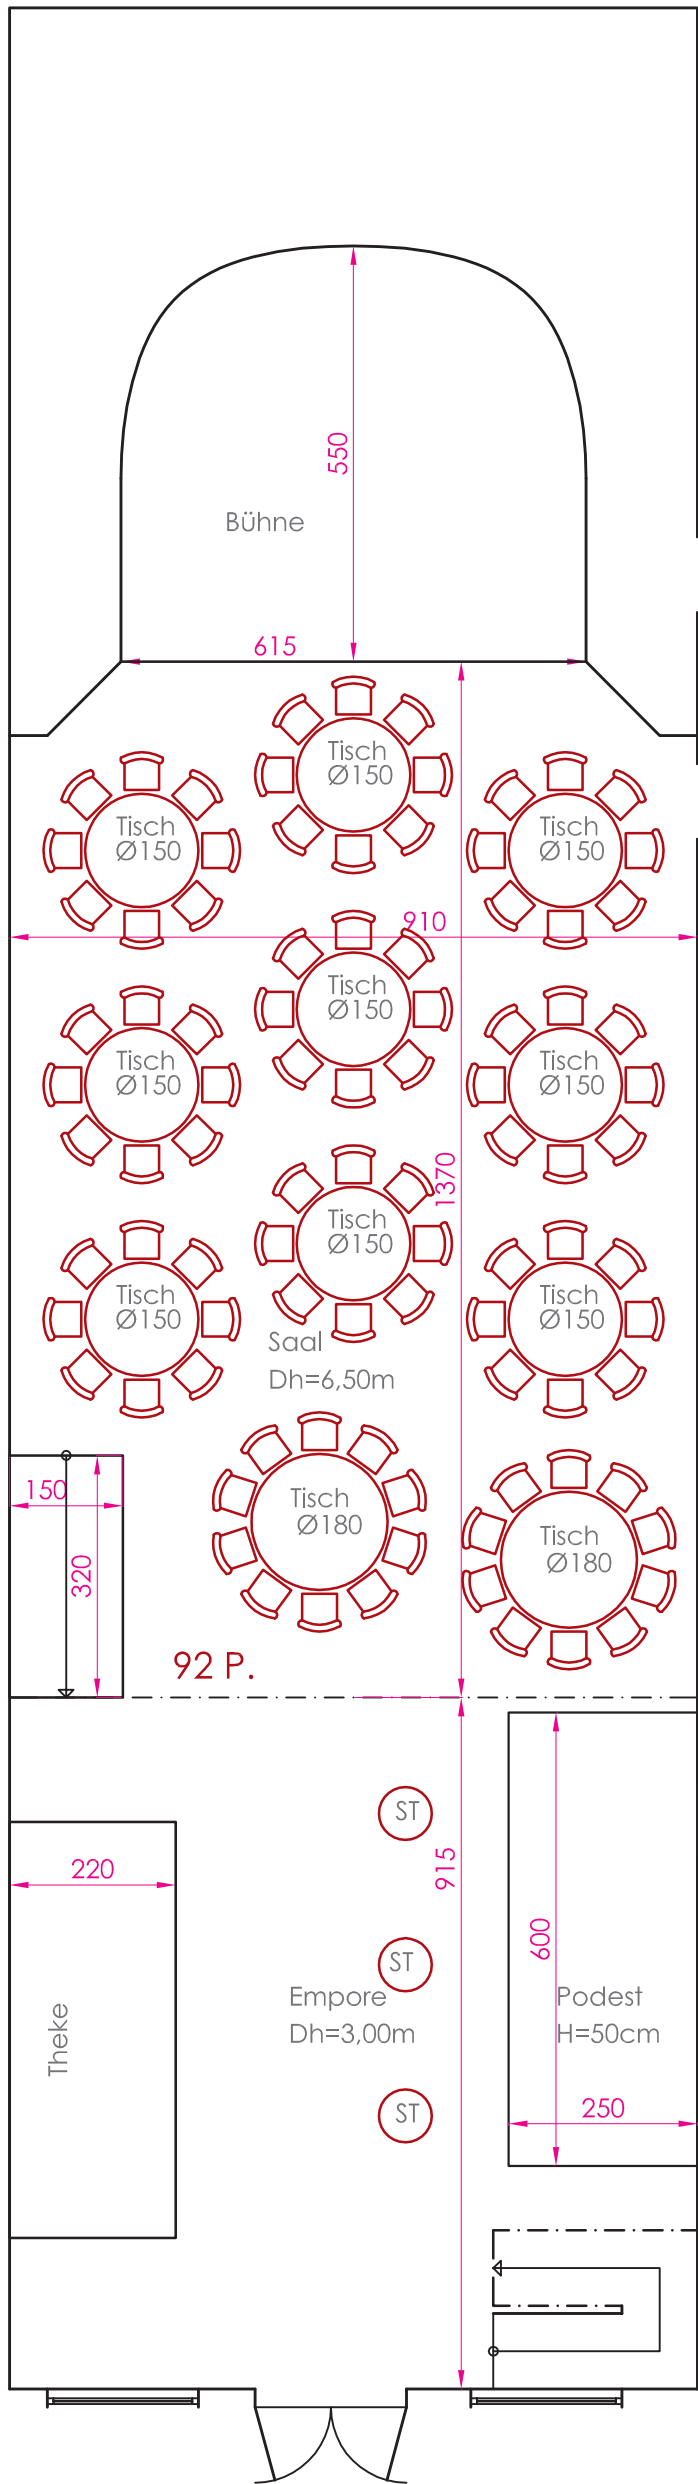 550
Bühne
615
Tisch
Ø150
Tisch
Ø150
Tisch
Ø150
910
Tisch
Ø150
Tisch
Ø150
Tisch
Ø150
1370
Tisch
Ø150
Tisch
Ø150
Tisch
Ø150
Saal
Dh=6,50m
150
320
Tisch
Ø180
Tisch
Ø180
92 P.
ST
220
915
600
ST
Empore
Dh=3,00m
Podest
H=50cm
Theke
ST
250